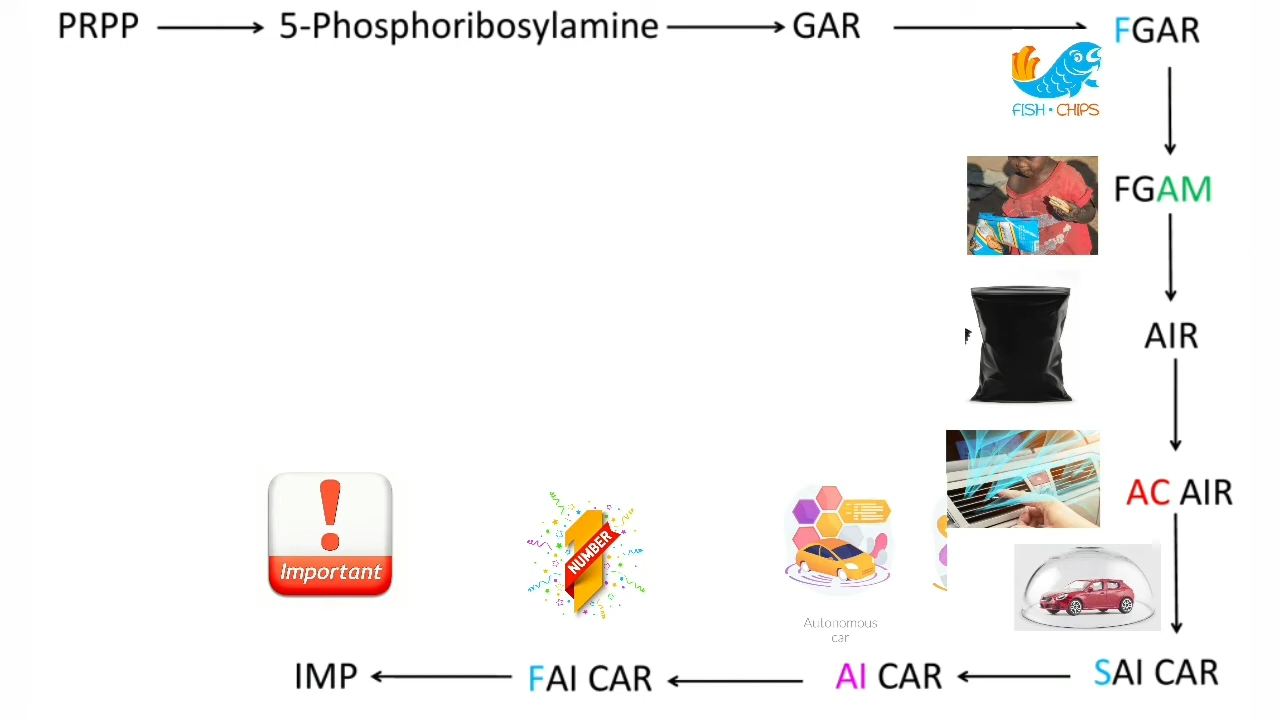 PRPP 5-Phosphoribosylamine GAR FGAR
FISH • CHIPS
FGAM
AIR
AC AIR
Important
NUMBER 1
Autonomous
car
IMP FAI CAR AI CAR SAI CAR